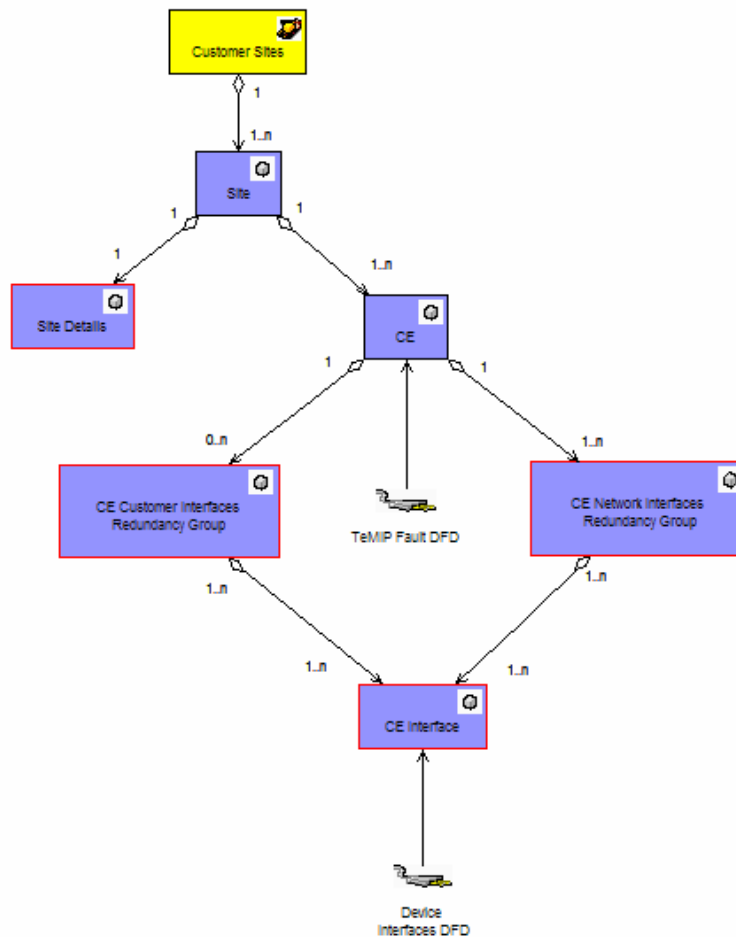 Customer Sites
1
1..n
Site
1
1
1
1..n
Site Details
CE
1
1
0..n
1..n
CE Customer Interfaces
Redundancy Group
CE Network Interfaces
Redundancy Group
TeMIP Fault DFD
1..n
1..n
1..n
1..n
CE Interface
Device
Interfaces DFD